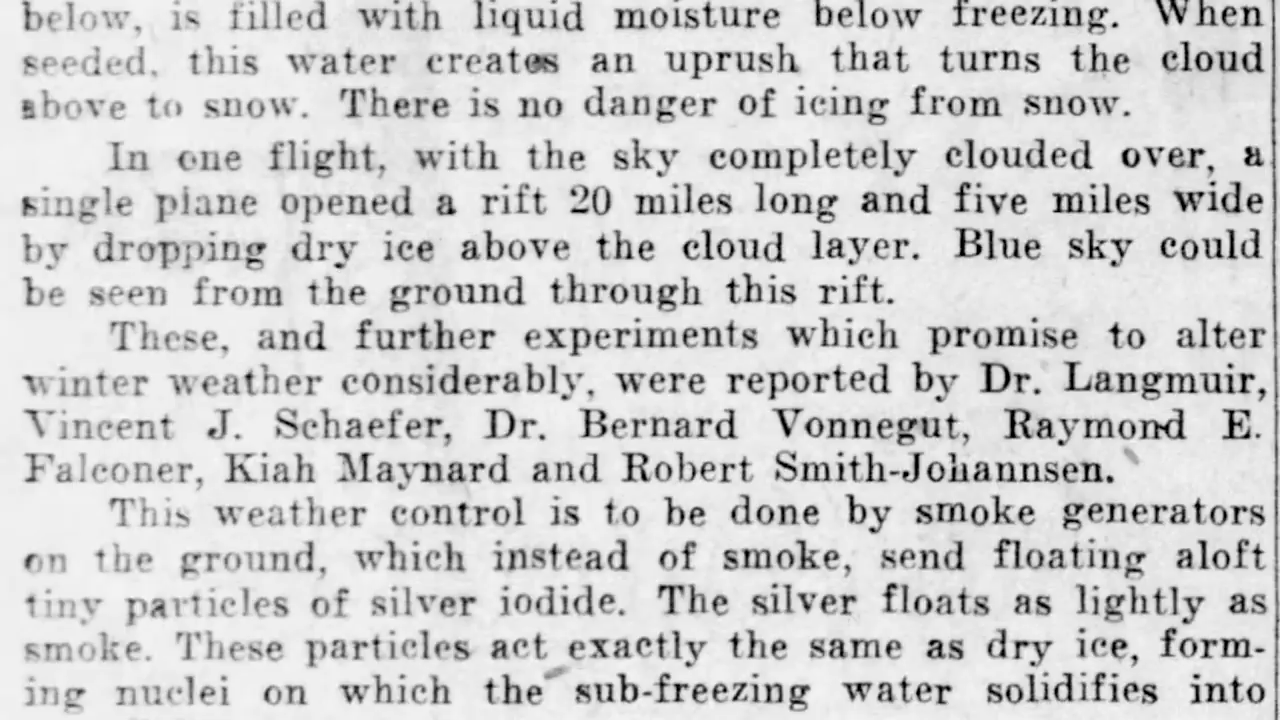 below, is filled with liquid moisture below freezing. When
seeded, this water creates an uprush that turns the cloud
above to snow. There is no danger of icing from snow.
In one flight, with the sky completely clouded over, a
single plane opened a rift 20 miles long and five miles wide
by dropping dry ice above the cloud layer. Blue sky could
be seen from the ground through this rift.
These, and further experiments which promise to alter
winter weather considerably, were reported by Dr. Langmuir,
Vincent J. Schaefer, Dr. Bernard Vonnegut, Raymond E.
Falconer, Kiah Maynard and Robert Smith-Johannsen.
This weather control is to be done by smoke generators
on the ground, which instead of smoke, send floating aloft
tiny particles of silver iodide. The silver floats as lightly as
smoke. These particles act exactly the same as dry ice, form-
ing nuclei on which the sub-freezing water solidifies into